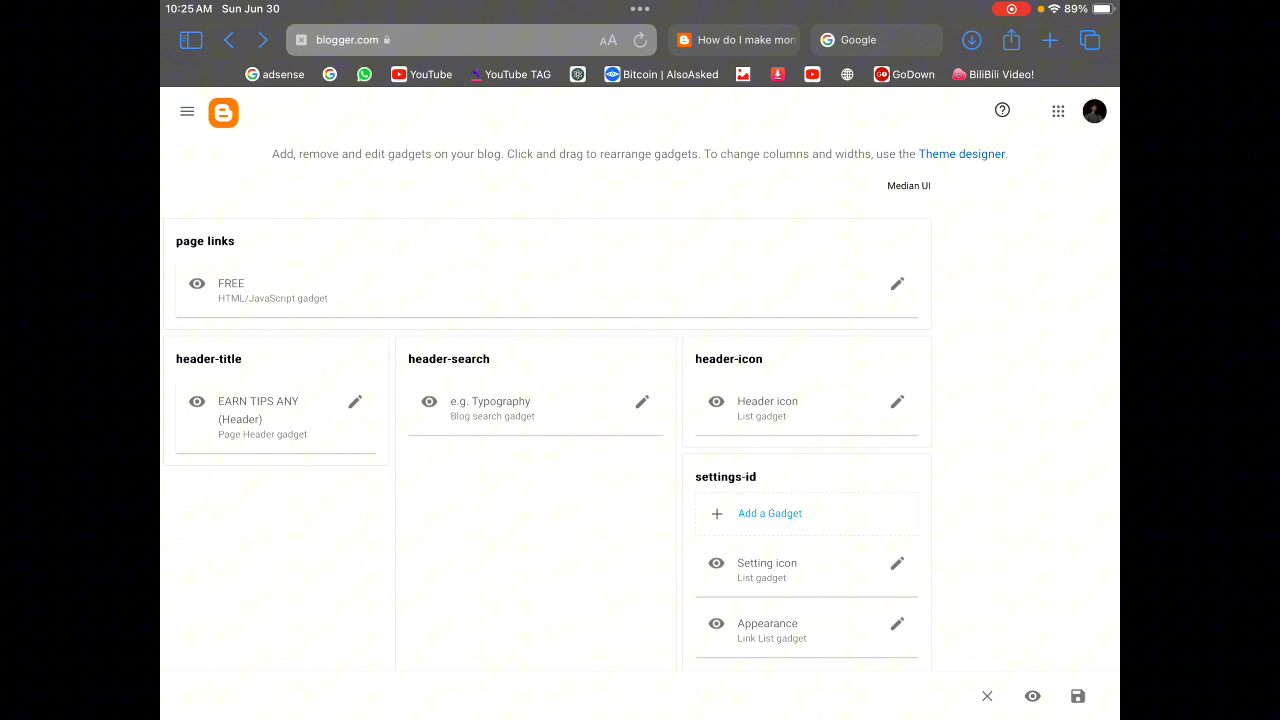 10:25 AM Sun Jun 30
89%
blogger.com
AA
How do I make mon
Google
adsense
YouTube
YouTube TAG
Bitcoin | AlsoAsked
GoDown
BiliBili Video!
Add, remove and edit gadgets on your blog. Click and drag to rearrange gadgets. To change columns and widths, use the Theme designer.
Median UI
page links
FREE
HTML/JavaScript gadget
header-title
EARN TIPS ANY
(Header)
Page Header gadget
header-search
e.g. Typography
Blog search gadget
header-icon
Header icon
List gadget
settings-id
Add a Gadget
Setting icon
List gadget
Appearance
Link List gadget